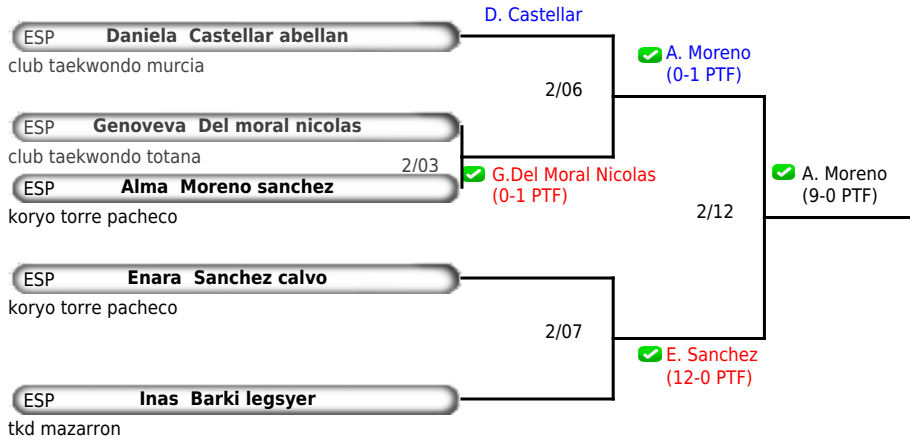 D. Castellar
ESP Daniela Castellar abellan
club taekwondo murcia
A. Moreno
(0-1 PTF)
2/06
ESP Genoveva Del moral nicolas
club taekwondo totana
2/03
G.Del Moral Nicolas
(0-1 PTF)
ESP Alma Moreno sanchez
koryo torre pacheco
A. Moreno
(9-0 PTF)
2/12
ESP Enara Sanchez calvo
koryo torre pacheco
2/07
E. Sanchez
(12-0 PTF)
ESP Inas Barki legsyer
tkd mazarron